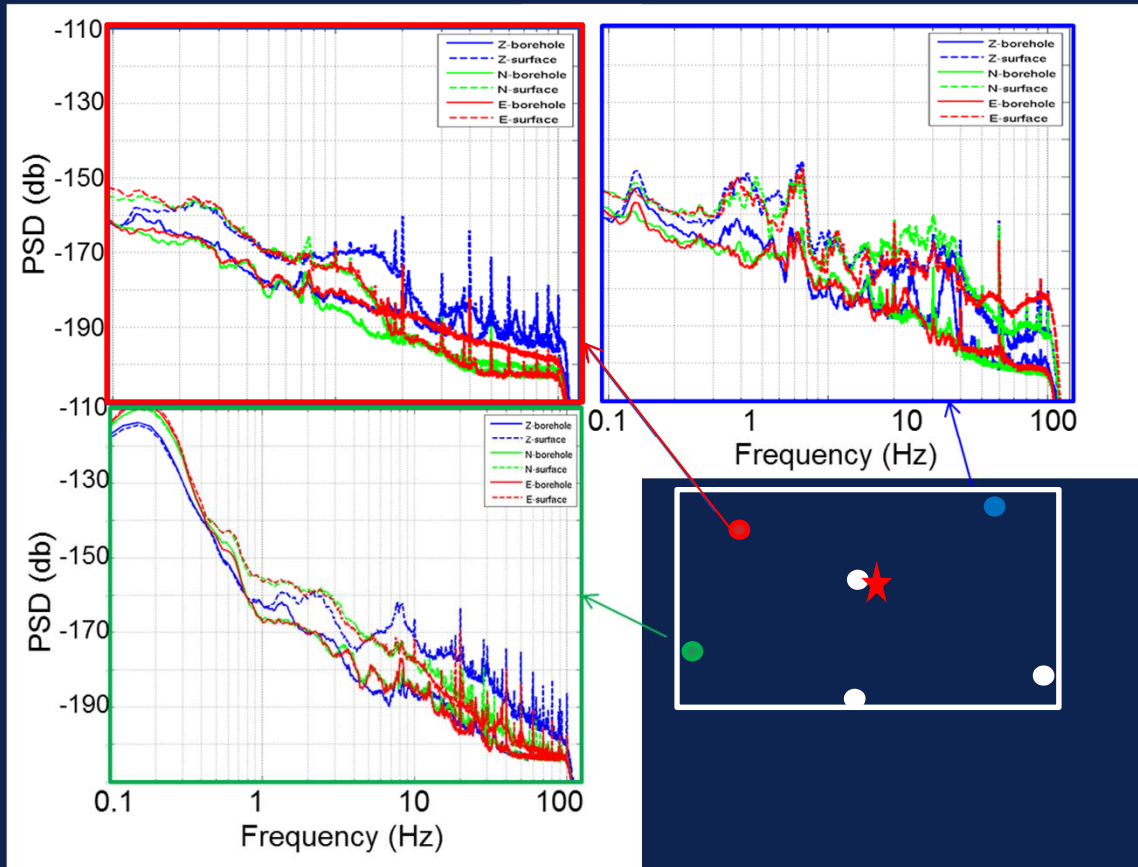 -110
-130
-150
-170
-190
PSD (db)
Z-borehole
Z-surface
N-borehole
N-surface
E-borehole
E-surface
Z-borehole
Z-surface
N-borehole
N-surface
E-borehole
E-surface
0.1
1
10
100
Frequency (Hz)
-110
-130
-150
-170
-190
PSD (db)
Z-borehole
Z-surface
N-borehole
N-surface
E-borehole
E-surface
0.1
1
10
100
Frequency (Hz)